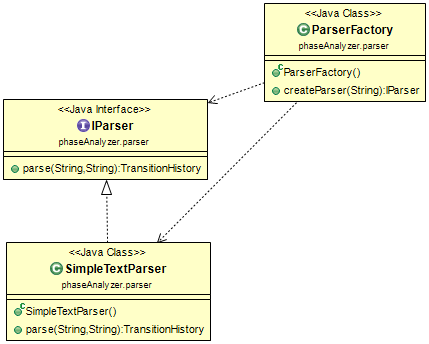 <<Java Class>>
C ParserFactory
phaseAnalyzer.parser
C ParserFactory()
createParser(String):IParser
<<Java Interface>>
I IParser
phaseAnalyzer.parser
parse(String,String):TransitionHistory
<<Java Class>>
C SimpleTextParser
phaseAnalyzer.parser
C SimpleTextParser()
parse(String,String):TransitionHistory